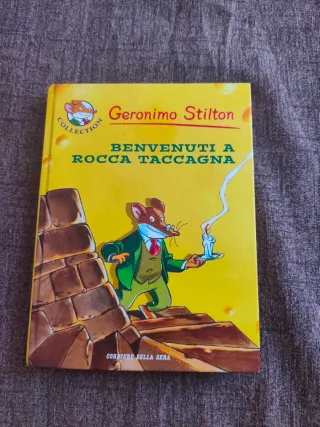 COLLECTION
Geronimo Stilton
BENVENUTI A
ROCCA TACCAGNA
CORRIERE DELLA SERA